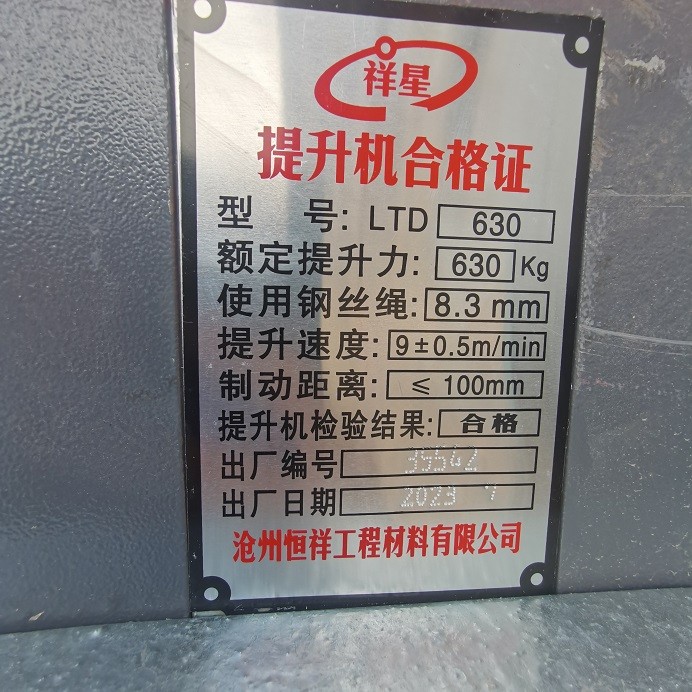 祥星
提升机合格证
型 号: LTD 630
额定提升力: 630 Kg
使用钢丝绳: 8.3 mm
提升速度: 9±0.5m/min
制动距离: ≤ 100mm
提升机检验结果: 合格
出厂编号 35542
出厂日期 2023 7
沧州恒祥工程材料有限公司